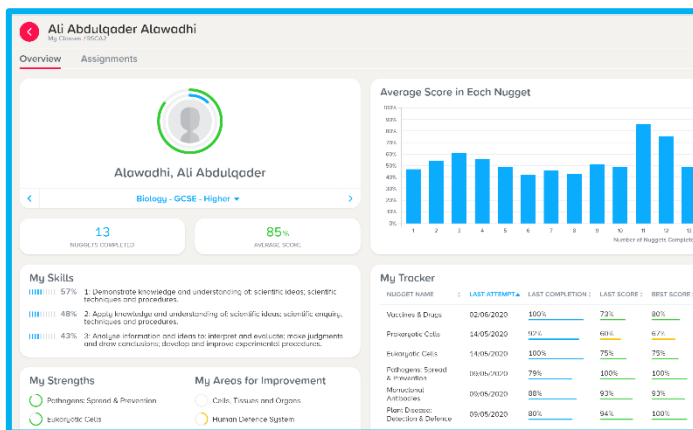 Ali Abdulqader Alawadhi
My Classes /
Overview
Assignments
Alawadhi, Ali Abdulqader
Biology - GCSE - Higher
13
NUGGETS COMPLETED
85%
AVERAGE SCORE
My Skills
57% 1: Demonstrate knowledge and understanding of: scientific ideas; scientific
techniques and procedures.
48% 2: Apply knowledge and understanding of: scientific ideas; scientific enquiry,
techniques and procedures.
43% 3: Analyse information and ideas to: interpret and evaluate; make judgments
and draw conclusions; develop and improve experimental procedures.
My Strengths
Pathogens: Spread & Prevention
Eukaryotic Cells
My Areas for Improvement
Cells, Tissues and Organs
Human Defence System
Average Score in Each Nugget
100%
90%
80%
70%
60%
50%
40%
30%
20%
10%
0%
1 2 3 4 5 6 7 8 9 10 11 12 13
Number of Nuggets Complete
My Tracker
NUGGET NAME LAST ATTEMPT LAST COMPLETION LAST SCORE BEST SCORE
Vaccines & Drugs 02/06/2020 100% 73% 80%
Prokaryotic Cells 14/05/2020 92% 60% 67%
Eukaryotic Cells 14/05/2020 100% 75% 75%
Pathogens: Spread
& Prevention 09/05/2020 79% 100% 100%
Monoclonal
Antibodies 09/05/2020 88% 93% 93%
Plant Disease:
Detection & Defence 09/05/2020 80% 94% 100%